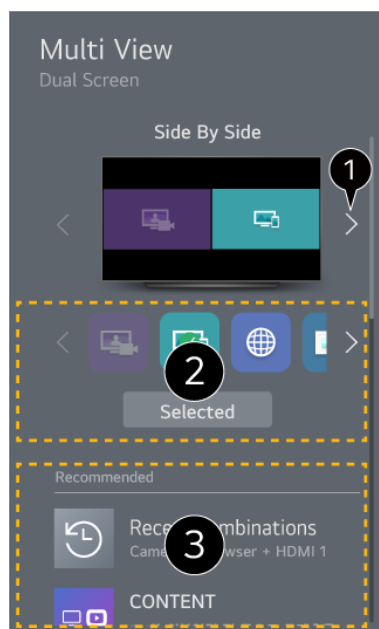 Multi View
Dual Screen
Side By Side
1
2
Selected
Recommended
3
HDMI 1
CONTENT